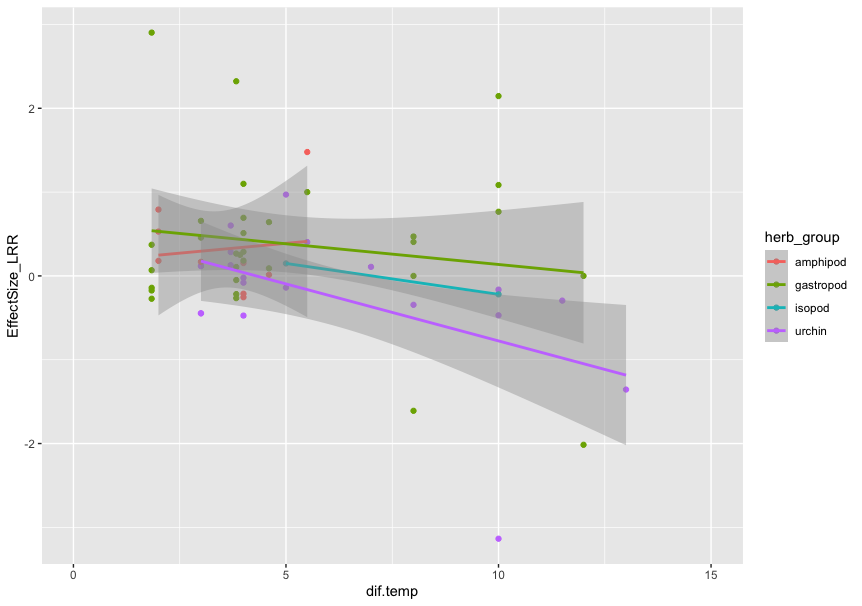 EffectSize_LRR
2
0
-2
0
5
10
15
dif.temp
herb_group
amphipod
gastropod
isopod
urchin